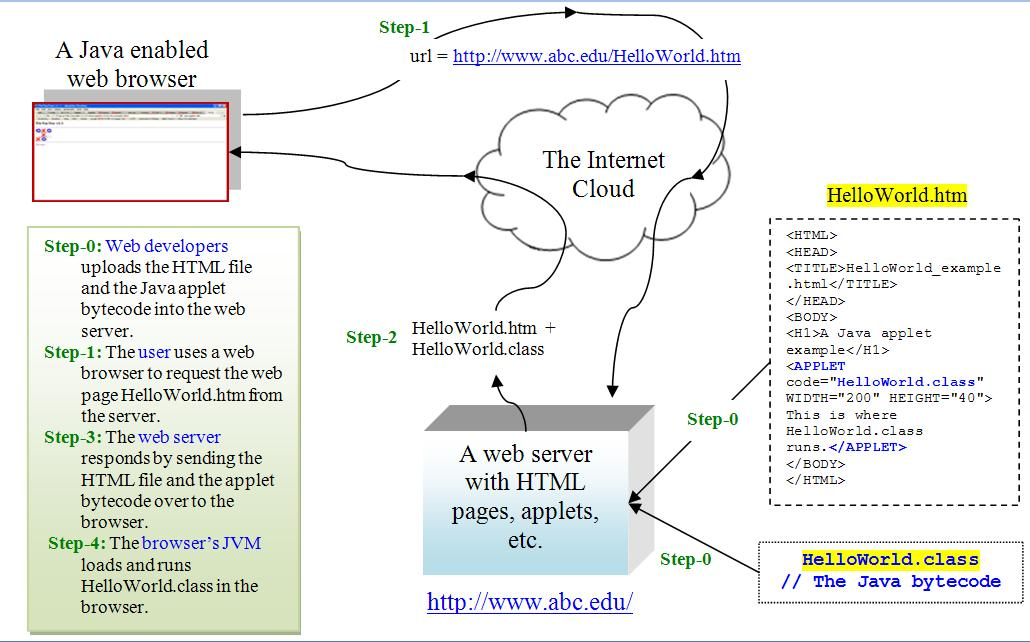 Step-1
url = http://www.abc.edu/HelloWorld.htm
A Java enabled
web browser
The Internet
Cloud
HelloWorld.htm
<HTML>
<HEAD>
<TITLE>HelloWorld_example
.html</TITLE>
</HEAD>
<BODY>
<H1>A Java applet
example</H1>
<APPLET
code="HelloWorld.class"
WIDTH="200" HEIGHT="40">
This is where
HelloWorld.class
runs.</APPLET>
</BODY>
</HTML>
Step-0: Web developers
uploads the HTML file
and the Java applet
bytecode into the web
server.
Step-1: The user uses a web
browser to request the web
page HelloWorld.htm from
the server.
Step-3: The web server
responds by sending the
HTML file and the applet
bytecode over to the
browser.
Step-4: The browser's JVM
loads and runs
HelloWorld.class in the
browser.
Step-2
HelloWorld.htm +
HelloWorld.class
Step-0
A web server
with HTML
pages, applets,
etc.
Step-0
HelloWorld.class
// The Java bytecode
http://www.abc.edu/